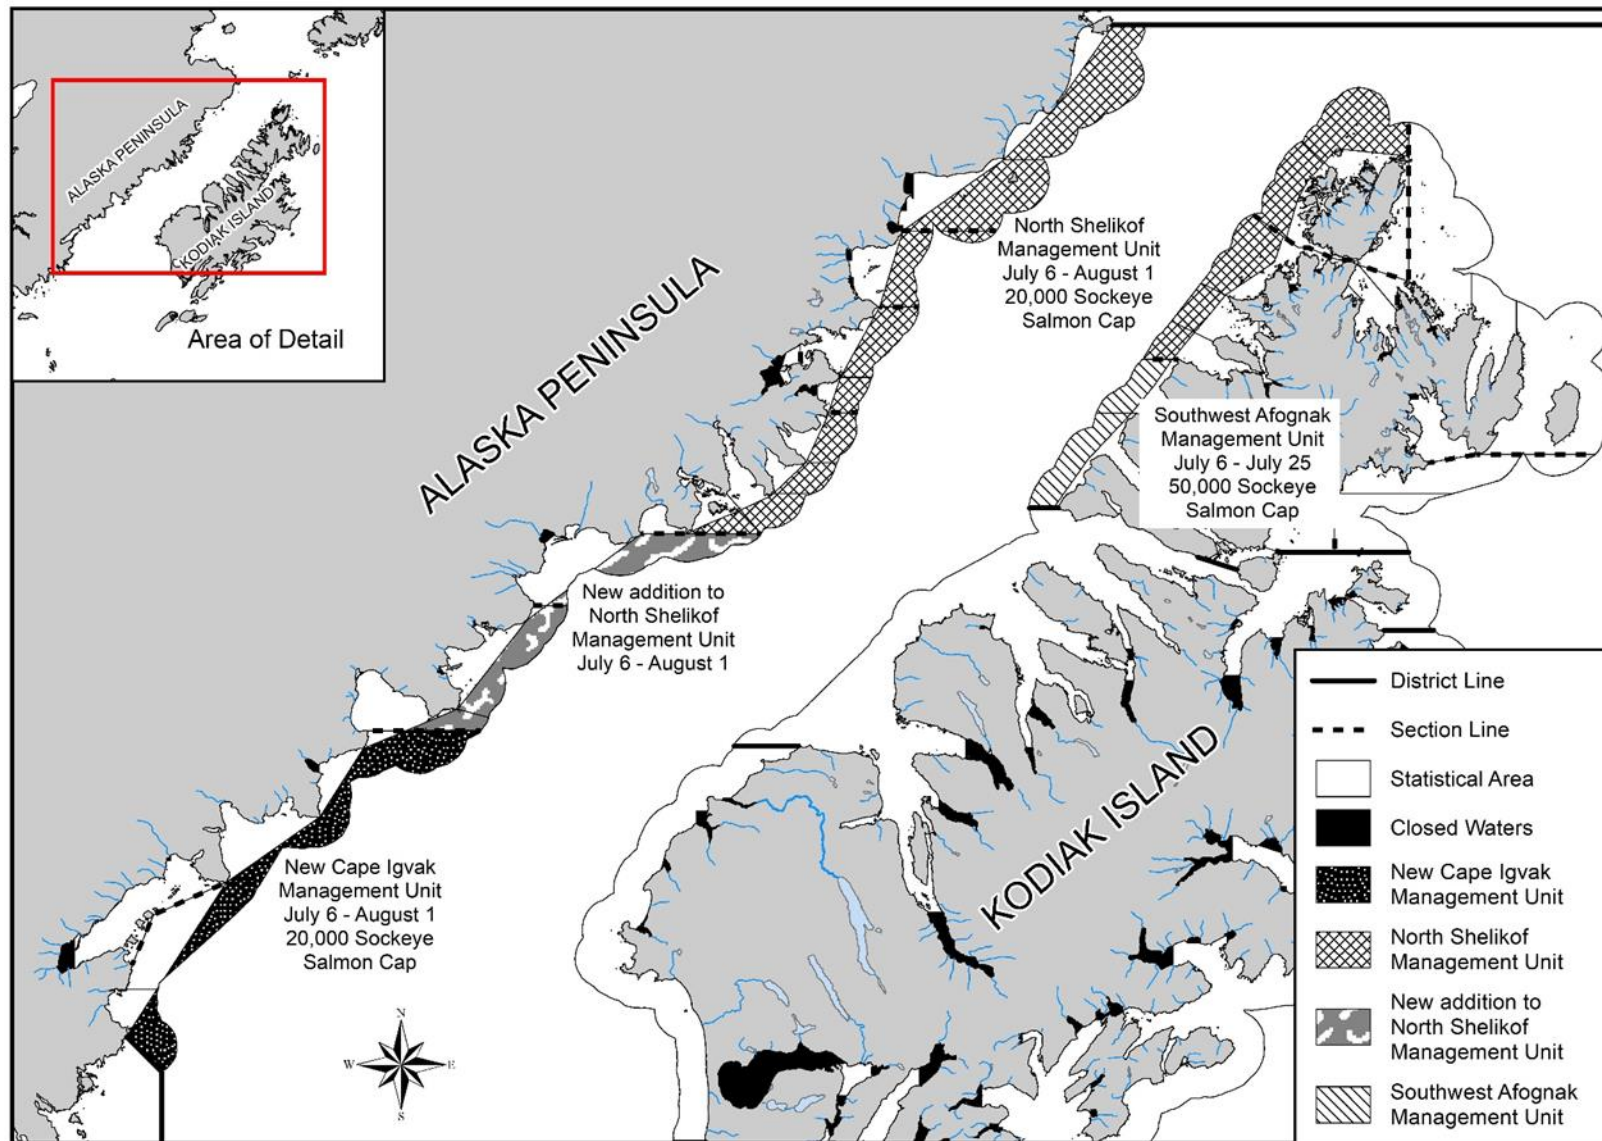 ALASKA PENINSULA
KODIAK ISLAND
Area of Detail
ALASKA PENINSULA
North Shelikof
Management Unit
July 6 - August 1
20,000 Sockeye
Salmon Cap
Southwest Afognak
Management Unit
July 6 - July 25
50,000 Sockeye
Salmon Cap
New addition to
North Shelikof
Management Unit
July 6 - August 1
New Cape Igvak
Management Unit
July 6 - August 1
20,000 Sockeye
Salmon Cap
KODIAK ISLAND
N
W
E
S
District Line
Section Line
Statistical Area
Closed Waters
New Cape Igvak
Management Unit
North Shelikof
Management Unit
New addition to
North Shelikof
Management Unit
Southwest Afognak
Management Unit